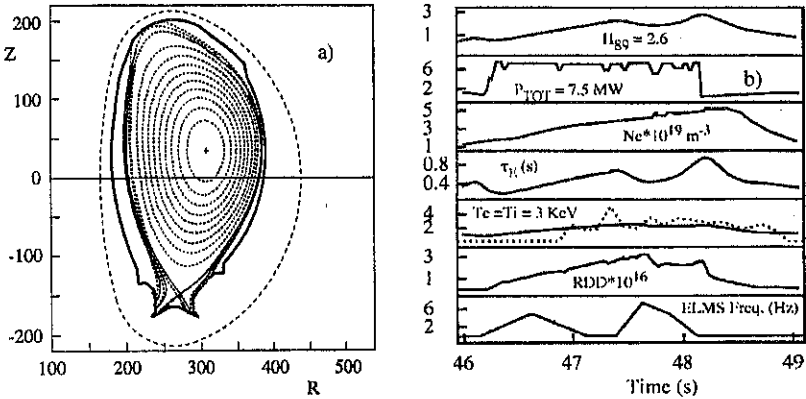 200
Z
100
0
-100
-200
100
200
300
400
500
R
a)
3
1
H89 = 2.6
6
2
PTOT = 7.5 MW
b)
5
3
1
Ne*10^19 m^-3
0.8
0.4
τE (s)
4
2
Te =Ti = 3 KeV
3
1
RDD*10^16
6
2
ELMS Freq. (Hz)
46
47
48
49
Time (s)